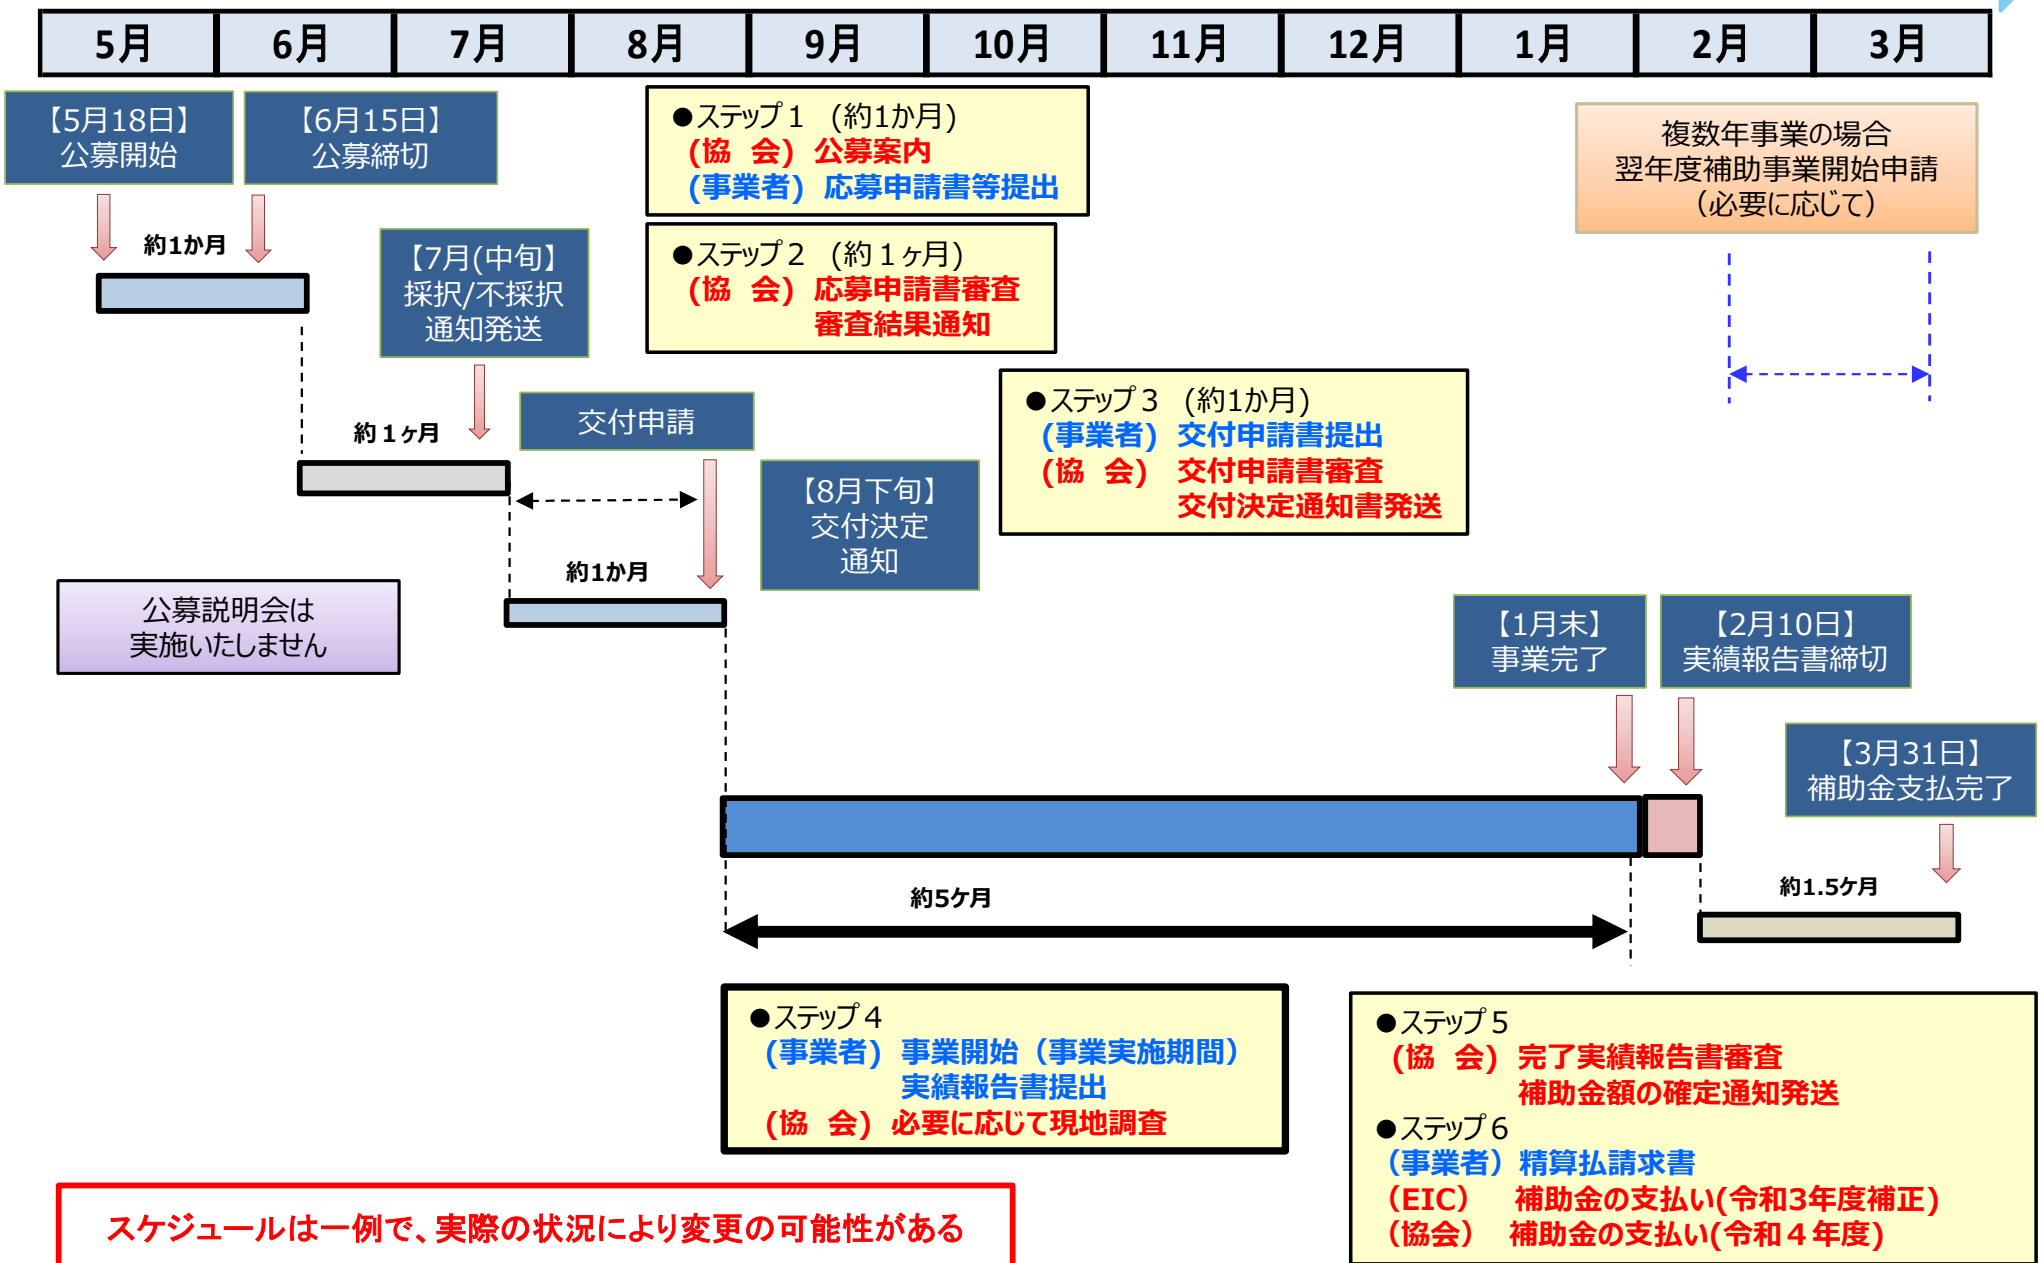 5月 6月 7月 8月 9月 10月 11月 12月 1月 2月 3月
【5月18日】
公募開始
【6月15日】
公募締切
●ステップ１ (約1か月)
(協 会) 公募案内
(事業者) 応募申請書等提出
複数年事業の場合
翌年度補助事業開始申請
（必要に応じて）
約1か月
【7月(中旬】
採択/不採択
通知発送
●ステップ２ (約１ヶ月)
(協 会) 応募申請書審査
審査結果通知
約１ヶ月
交付申請
●ステップ３ (約1か月)
(事業者) 交付申請書提出
(協 会) 交付申請書審査
交付決定通知書発送
【8月下旬】
交付決定
通知
約1か月
公募説明会は
実施いたしません
【1月末】
事業完了
【2月10日】
実績報告書締切
【3月31日】
補助金支払完了
約5ケ月
約1.5ケ月
●ステップ４
(事業者) 事業開始（事業実施期間）
実績報告書提出
(協 会) 必要に応じて現地調査
●ステップ５
(協 会) 完了実績報告書審査
補助金額の確定通知発送
●ステップ６
（事業者）精算払請求書
（EIC） 補助金の支払い(令和3年度補正)
（協会） 補助金の支払い(令和４年度)
スケジュールは一例で、実際の状況により変更の可能性がある